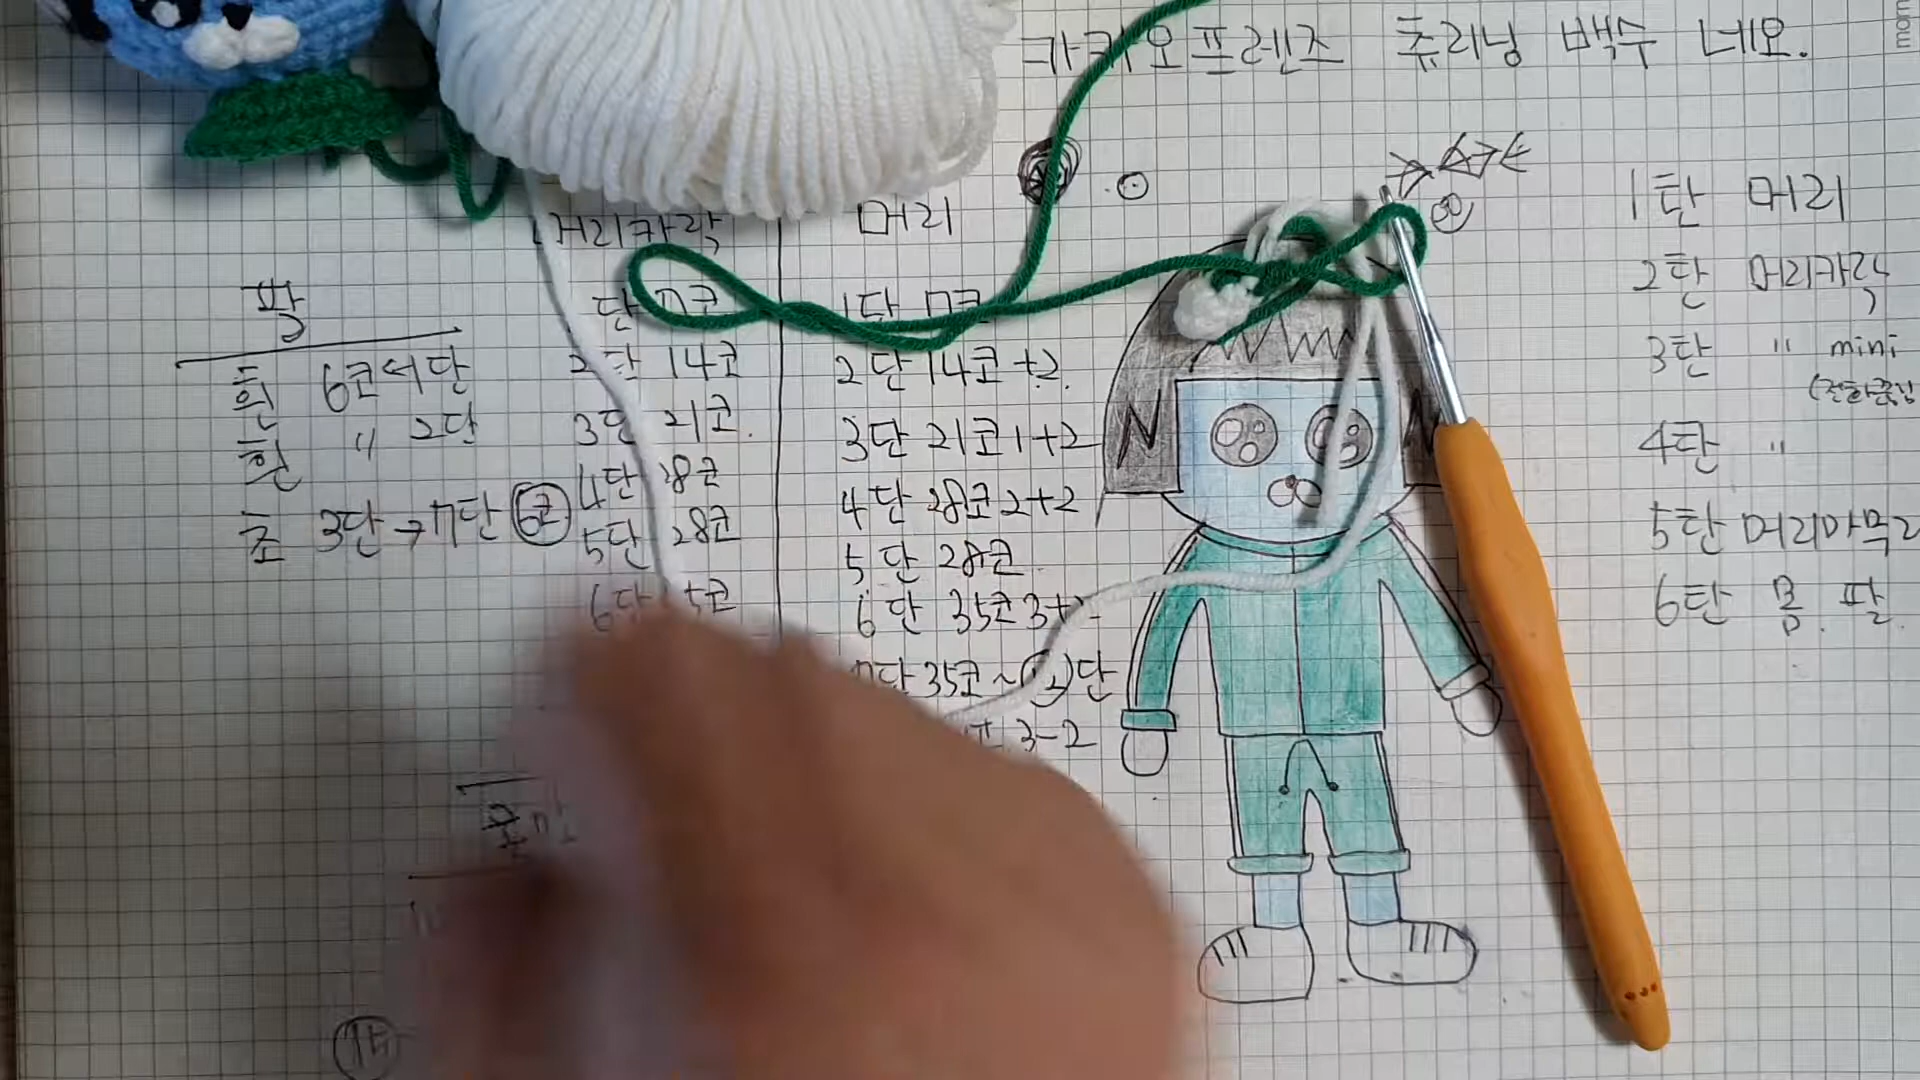 카카오프렌즈 츄리닝 백수 네오.
팔
흰 6코 1단
흰 〃 2단
초 3단→7단 6코
머리카락
단 7코
2단 14코
3단 21코.
4단 28코
5단 28코
6단 5코
머리
1단 7코
2단 14코+2.
3단 21코1+2
4단 28코2+2
5단 28코
6단 35코3+2
단 35코~단
3-2
1탄 머리
2탄 머리카락
3탄 〃 mini
4탄 〃
5탄 머리마무리
6탄 몸. 팔.